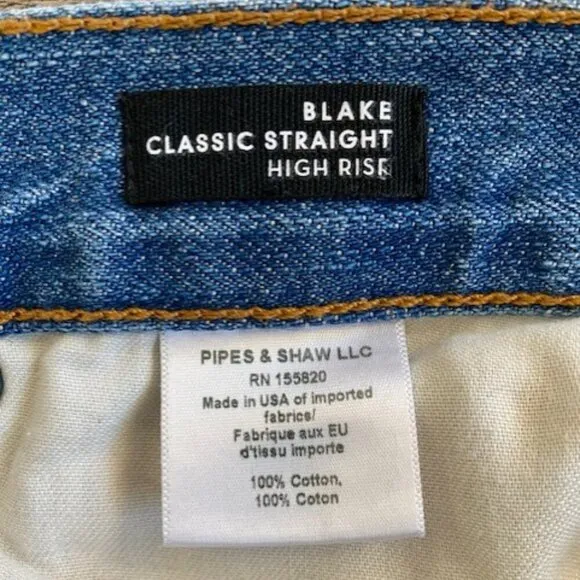 BLAKE
CLASSIC STRAIGHT
HIGH RISE
PIPES & SHAW LLC
RN 155820
Made in USA of imported
fabrics/
Fabrique aux EU
d'tissu importe
100% Cotton,
100% Coton